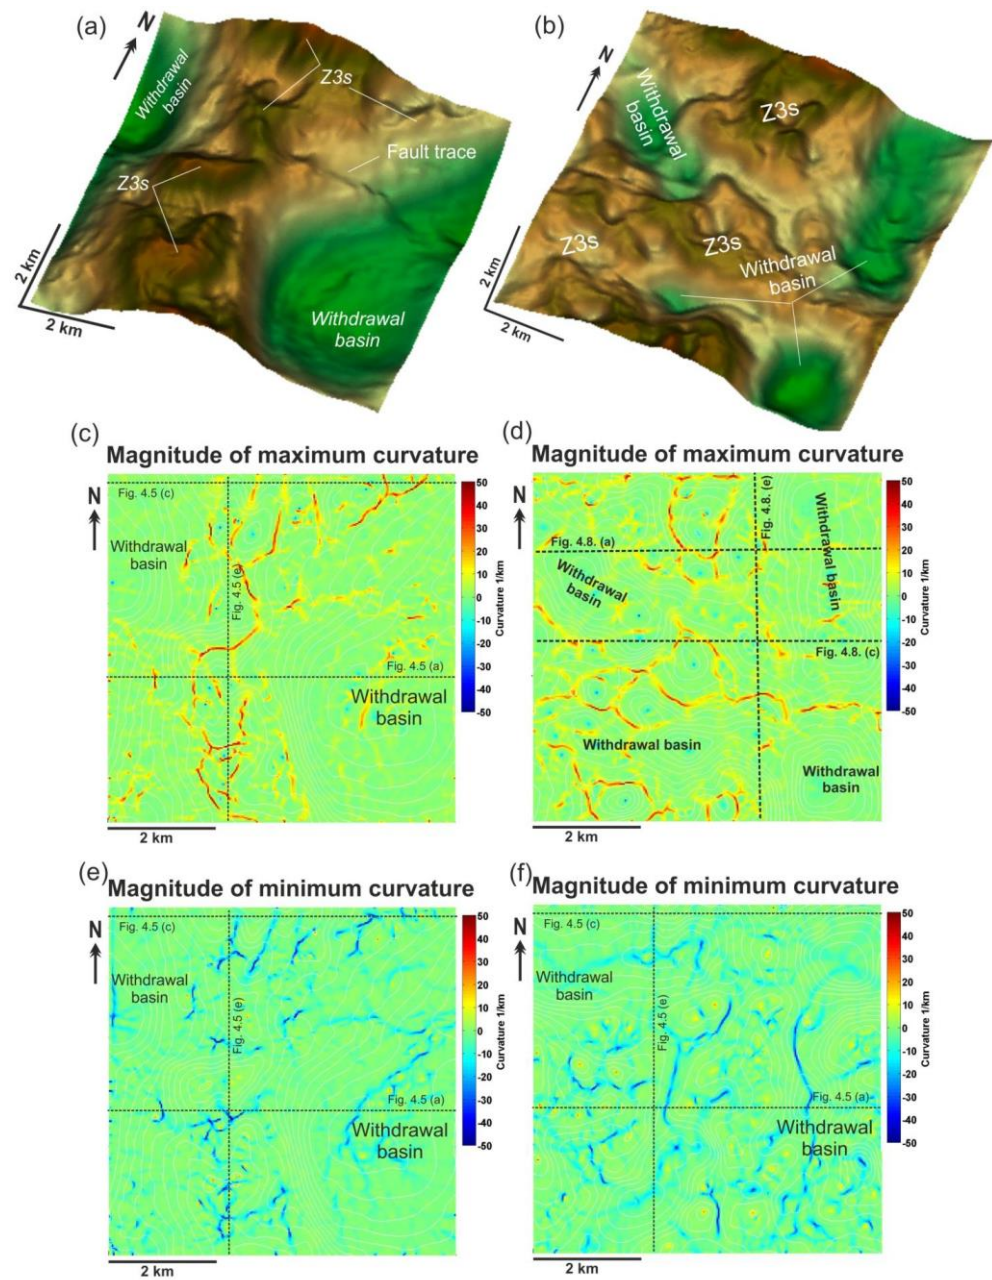 (a)
N
Withdrawal
basin
Z3s
Z3s
Fault trace
Withdrawal
basin
2 km
2 km
(b)
N
Withdrawal
basin
Z3s
Z3s
Z3s
Withdrawal
basin
2 km
2 km
(c)
Magnitude of maximum curvature
N
Fig. 4.5 (c)
Withdrawal
basin
Fig. 4.5 (e)
Fig. 4.5 (a)
Withdrawal
basin
50
40
30
20
10
0
-10
-20
-30
-40
-50
Curvature 1/km
2 km
(d)
Magnitude of maximum curvature
N
Fig. 4.8. (e)
Fig. 4.8. (a)
Withdrawal
basin
Withdrawal basin
Fig. 4.8. (c)
Withdrawal basin
Withdrawal
basin
50
40
30
20
10
0
-10
-20
-30
-40
-50
Curvature 1/km
2 km
(e)
Magnitude of minimum curvature
N
Fig. 4.5 (c)
Withdrawal
basin
Fig. 4.5 (e)
Fig. 4.5 (a)
Withdrawal
basin
50
40
30
20
10
0
-10
-20
-30
-40
-50
Curvature 1/km
2 km
(f)
Magnitude of minimum curvature
N
Fig. 4.5 (c)
Withdrawal
basin
Fig. 4.5 (e)
Fig. 4.5 (a)
Withdrawal
basin
50
40
30
20
10
0
-10
-20
-30
-40
-50
Curvature 1/km
2 km